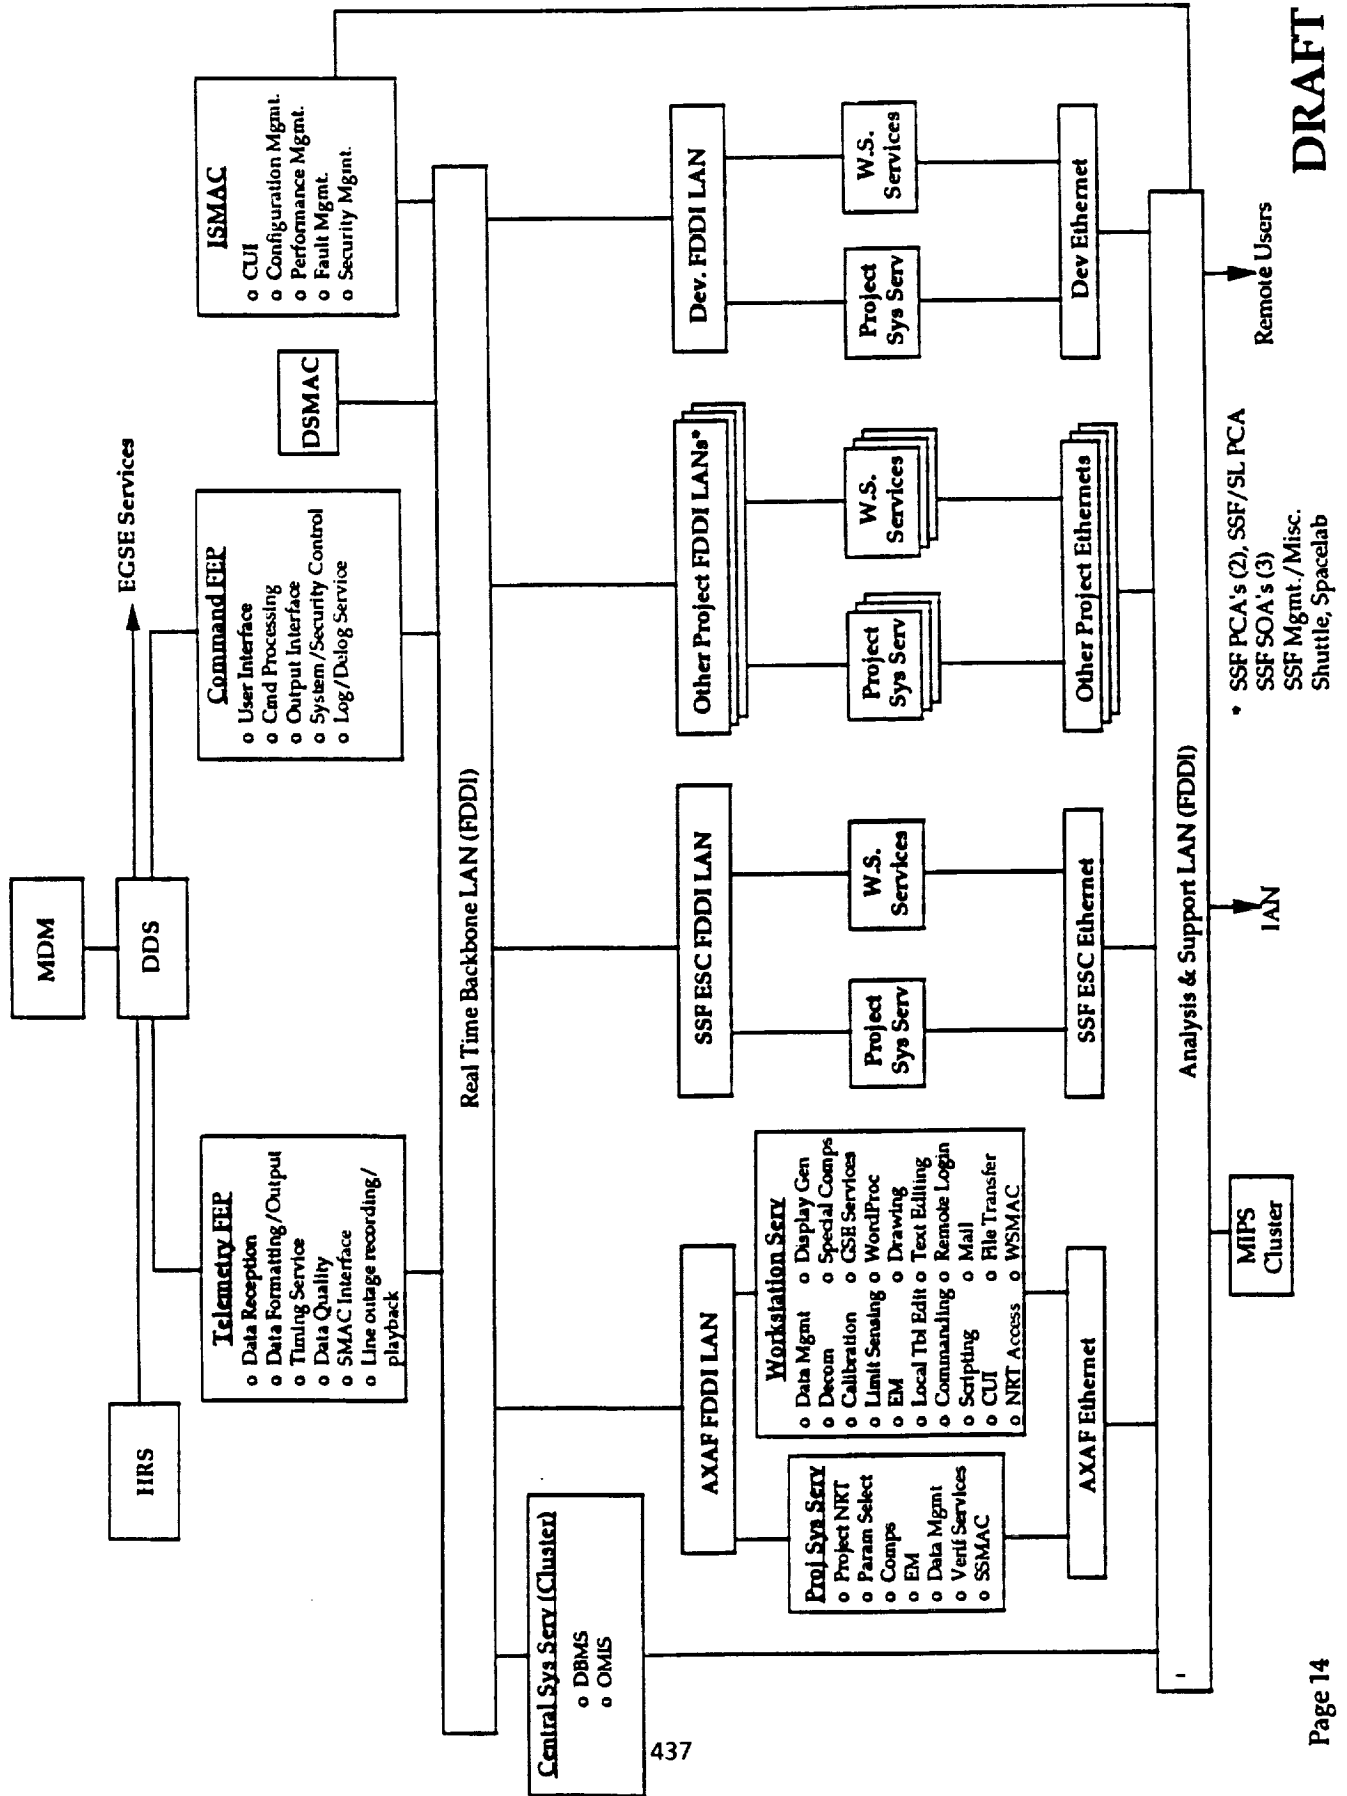 MDM
DDS
HRS
EGSE Services
Telemetry FEP
o Data Reception
o Data Formatting/Output
o Timing Service
o Data Quality
o SMAC Interface
o Line outage recording/
playback
Command FEP
o User Interface
o Cmd Processing
o Output Interface
o System/Security Control
o Log/Delog Service
DSMAC
ISMAC
o CUI
o Configuration Mgmt.
o Performance Mgmt.
o Fault Mgmt.
o Security Mgmt.
Real Time Backbone LAN (FDDI)
Central Sys Serv (Cluster)
o DBMS
o OMIS
AXAF FDDI LAN
SSF ESC FDDI LAN
Other Project FDDI LANs*
Dev. FDDI LAN
Proj Sys Serv
o Project NRT
o Param Select
o Comps
o EM
o Data Mgmt
o Verif Services
o SSMAC
Workstation Serv
o Data Mgmt o Display Gen
o Decom o Special Comps
o Calibration o GSE Services
o Limit Sensing o WordProc
o EM o Drawing
o Local Tbl Edit o Text Editing
o Commanding o Remote Login
o Scripting o Mail
o CUI o File Transfer
o NRT Access o WSMAC
Project
Sys Serv
W.S.
Services
Project
Sys Serv
W.S.
Services
Project
Sys Serv
W.S.
Services
AXAF Ethernet
SSF ESC Ethernet
Other Project Ethernets
Dev Ethernet
Analysis & Support LAN (FDDI)
MIPS
Cluster
IAN
Remote Users
* SSF PCA's (2), SSF/SL PCA
SSF SOA's (3)
SSF Mgmt./Misc.
Shuttle, Spacelab
Page 14
DRAFT
437